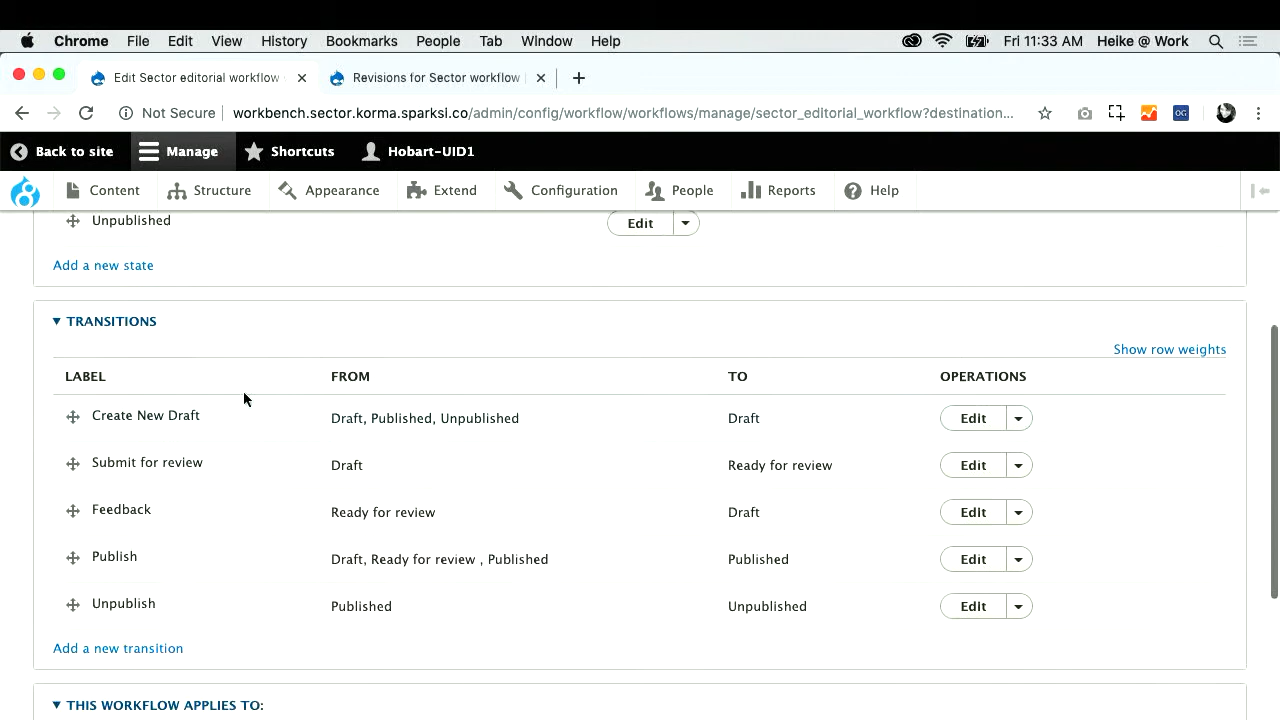 Chrome File Edit View History Bookmarks People Tab Window Help Fri 11:33 AM Heike @ Work
Edit Sector editorial workflow Revisions for Sector workflow
Not Secure workbench.sector.korma.sparksi.co/admin/config/workflow/workflows/manage/sector_editorial_workflow?destination... OG
Back to site Manage Shortcuts Hobart-UID1
Content Structure Appearance Extend Configuration People Reports Help
Unpublished Edit
Add a new state
TRANSITIONS
Show row weights
LABEL FROM TO OPERATIONS
Create New Draft Draft, Published, Unpublished Draft Edit
Submit for review Draft Ready for review Edit
Feedback Ready for review Draft Edit
Publish Draft, Ready for review , Published Published Edit
Unpublish Published Unpublished Edit
Add a new transition
THIS WORKFLOW APPLIES TO: